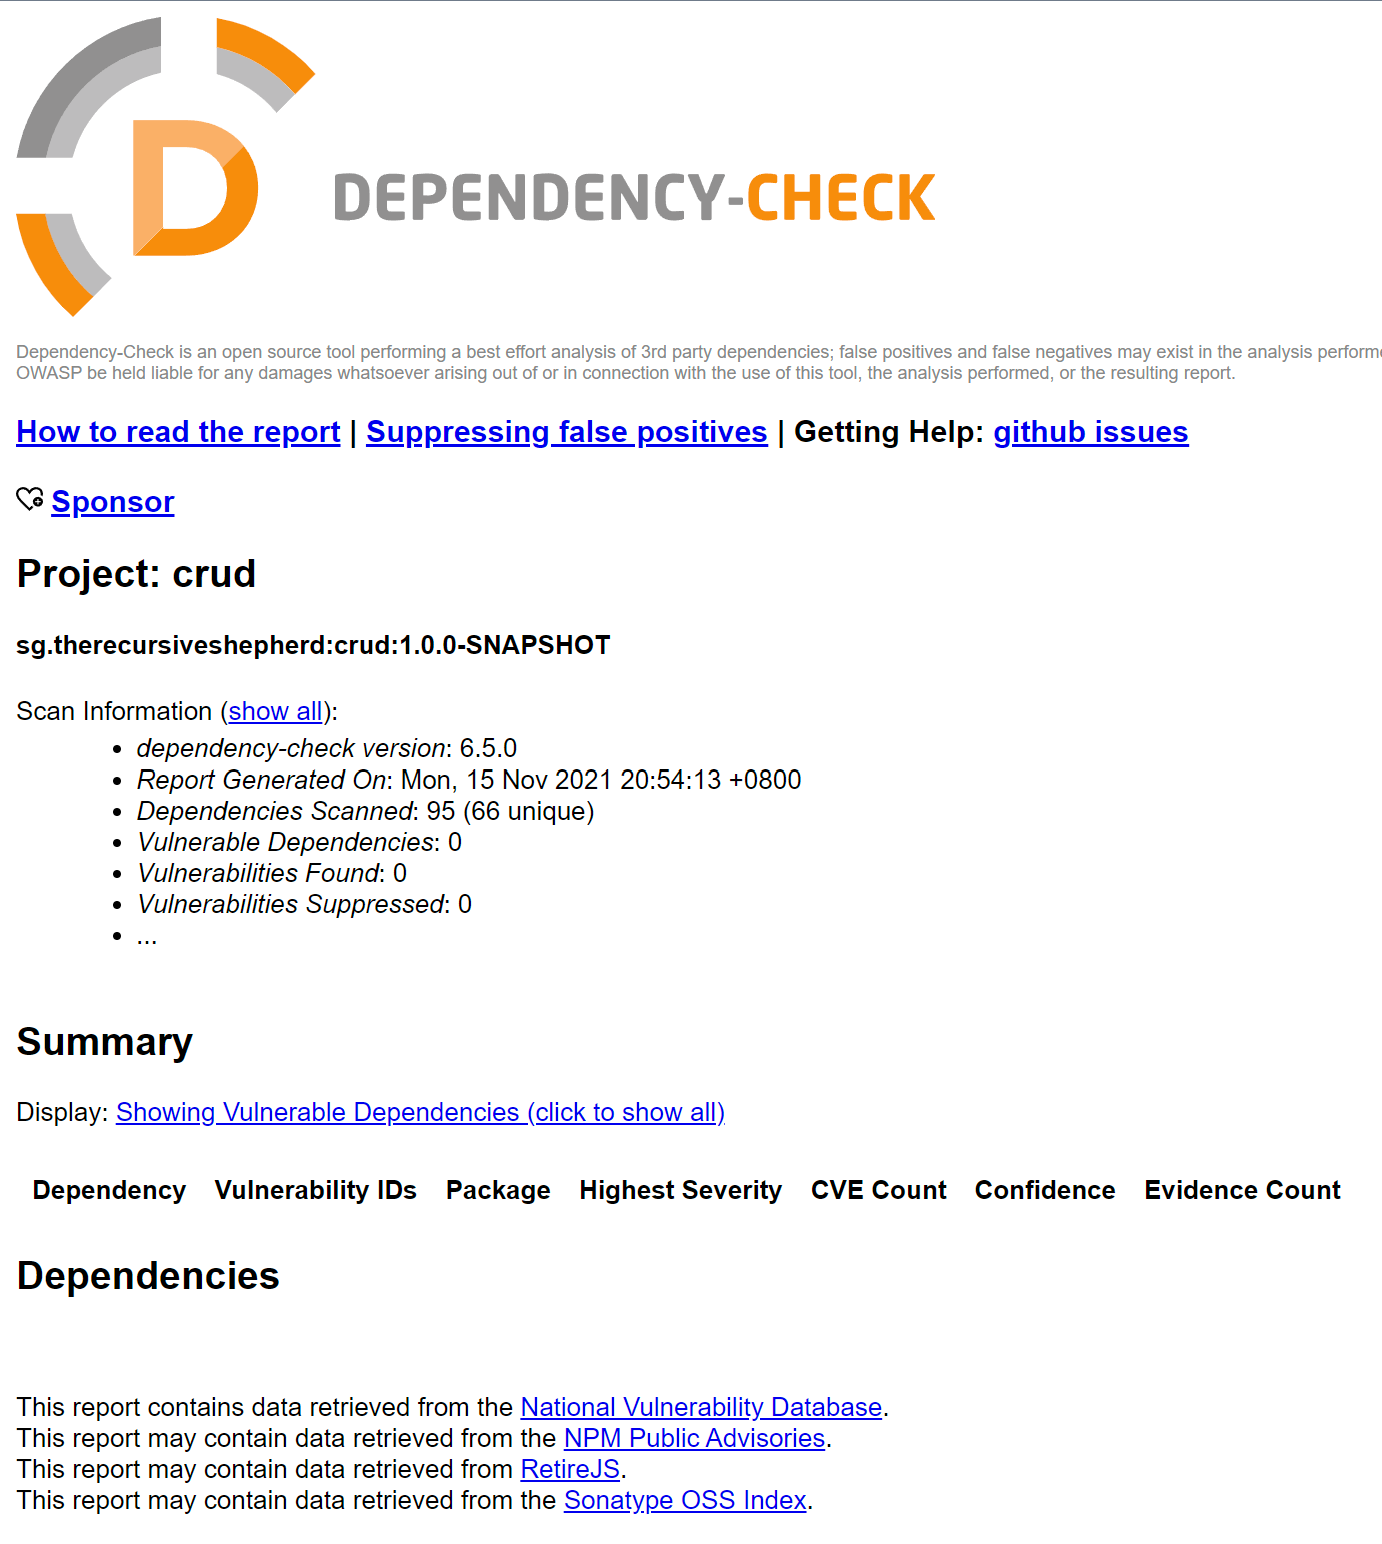 D
DEPENDENCY-CHECK
Dependency-Check is an open source tool performing a best effort analysis of 3rd party dependencies; false positives and false negatives may exist in the analysis
OWASP be held liable for any damages whatsoever arising out of or in connection with the use of this tool, the analysis performed, or the resulting report.
How to read the report | Suppressing false positives | Getting Help: github issues
Sponsor
Project: crud
sg.therecursiveshepherd:crud:1.0.0-SNAPSHOT
Scan Information (show all):
• dependency-check version: 6.5.0
• Report Generated On: Mon, 15 Nov 2021 20:54:13 +0800
• Dependencies Scanned: 95 (66 unique)
• Vulnerable Dependencies: 0
• Vulnerabilities Found: 0
• Vulnerabilities Suppressed: 0
• ...
Summary
Display: Showing Vulnerable Dependencies (click to show all)
Dependency Vulnerability IDs Package Highest Severity CVE Count Confidence Evidence Count
Dependencies
This report contains data retrieved from the National Vulnerability Database.
This report may contain data retrieved from the NPM Public Advisories.
This report may contain data retrieved from RetireJS.
This report may contain data retrieved from the Sonatype OSS Index.